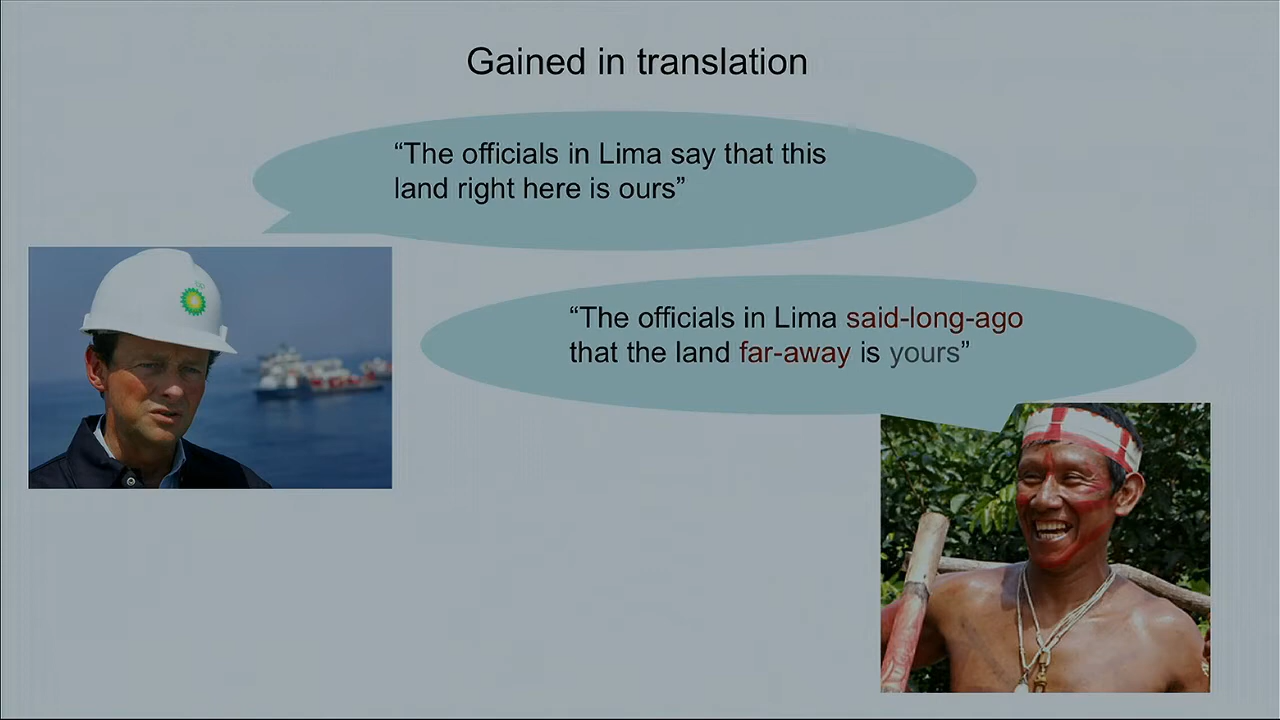 Gained in translation
“The officials in Lima say that this
land right here is ours”
“The officials in Lima said-long-ago
that the land far-away is yours”